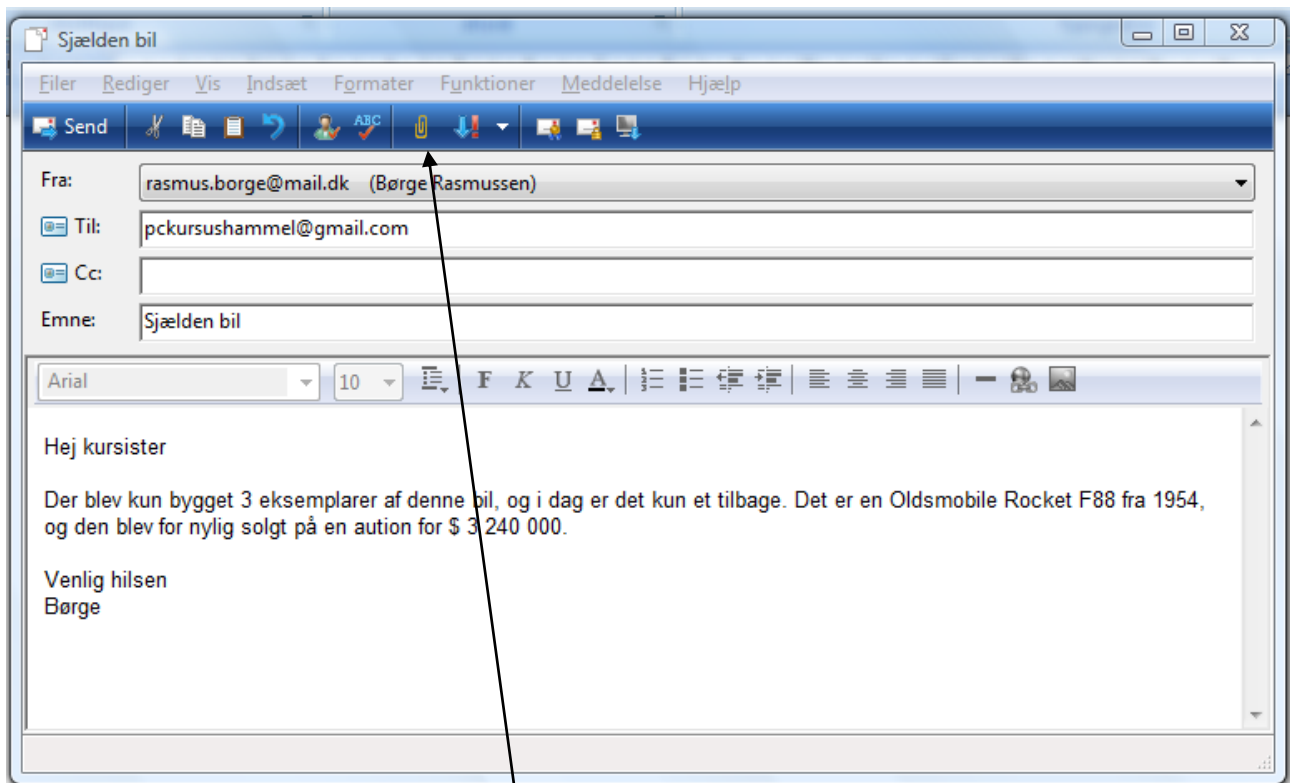 Sjælden bil
Filer Rediger Vis Indsæt Formater Funktioner Meddelelse Hjælp
Send ABC
Fra: rasmus.borge@mail.dk (Børge Rasmussen)
Til: pckursushammel@gmail.com
Cc:
Emne: Sjælden bil
Arial 10 F K U A
Hej kursister
Der blev kun bygget 3 eksemplarer af denne bil, og i dag er det kun et tilbage. Det er en Oldsmobile Rocket F88 fra 1954,
og den blev for nylig solgt på en aution for $ 3 240 000.
Venlig hilsen
Børge